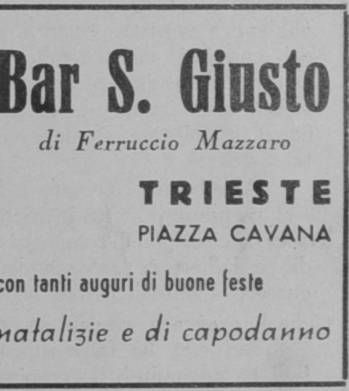 Bar S. Giusto
di Ferruccio Mazzaro
TRIESTE
PIAZZA CAVANA
con tanti auguri di buone feste
natalizie e di capodanno